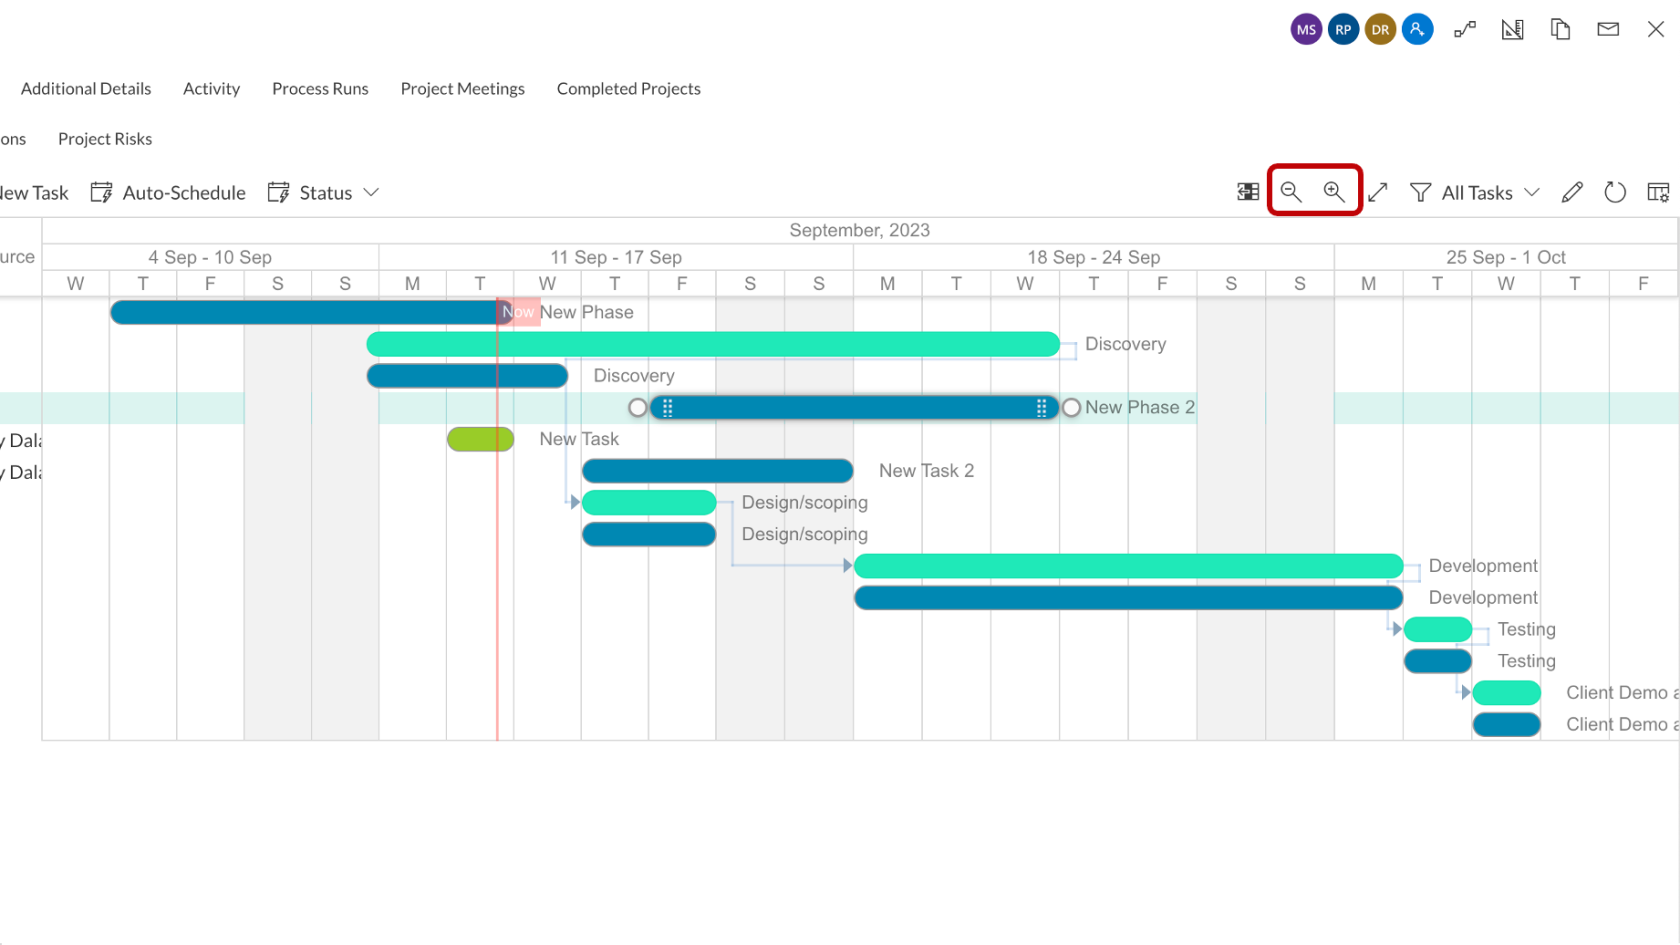 MS RP DR
Additional Details Activity Process Runs Project Meetings Completed Projects
ons Project Risks
New Task Auto-Schedule Status All Tasks
September, 2023
urce 4 Sep - 10 Sep 11 Sep - 17 Sep 18 Sep - 24 Sep 25 Sep - 1 Oct
W T F S S M T W T F S S M T W T F S S M T W T F
Now New Phase
Discovery
Discovery
New Phase 2
y Dala New Task
y Dala New Task 2
Design/scoping
Design/scoping
Development
Development
Testing
Testing
Client Demo a
Client Demo a